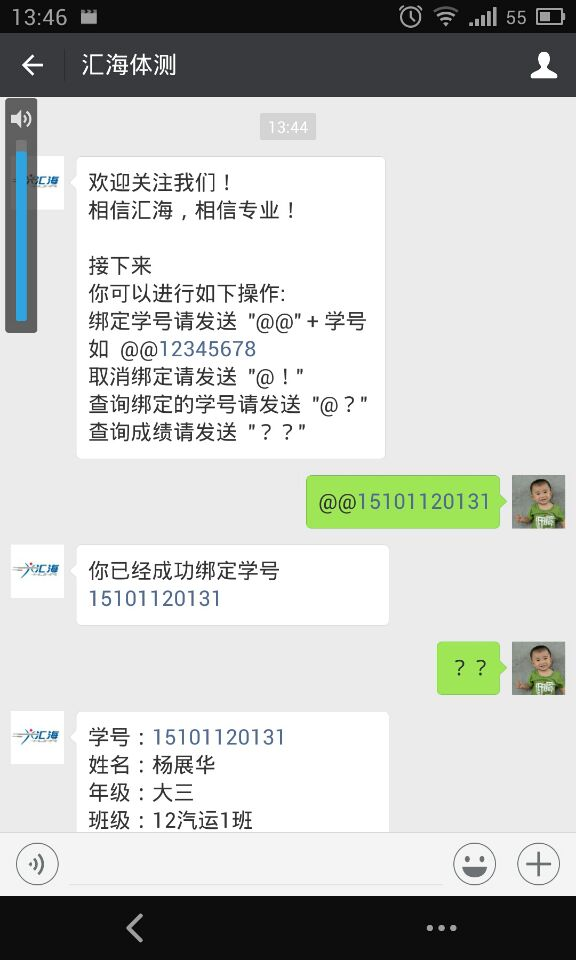 13:46
55
汇海体测
13:44
汇海
欢迎关注我们！
相信汇海，相信专业！
接下来
你可以进行如下操作:
绑定学号请发送 "@@" + 学号
如 @@12345678
取消绑定请发送 "@！"
查询绑定的学号请发送 "@？"
查询成绩请发送 "？？"
@@15101120131
汇海
你已经成功绑定学号
15101120131
？？
汇海
学号：15101120131
姓名：杨展华
年级：大三
班级：12汽运1班